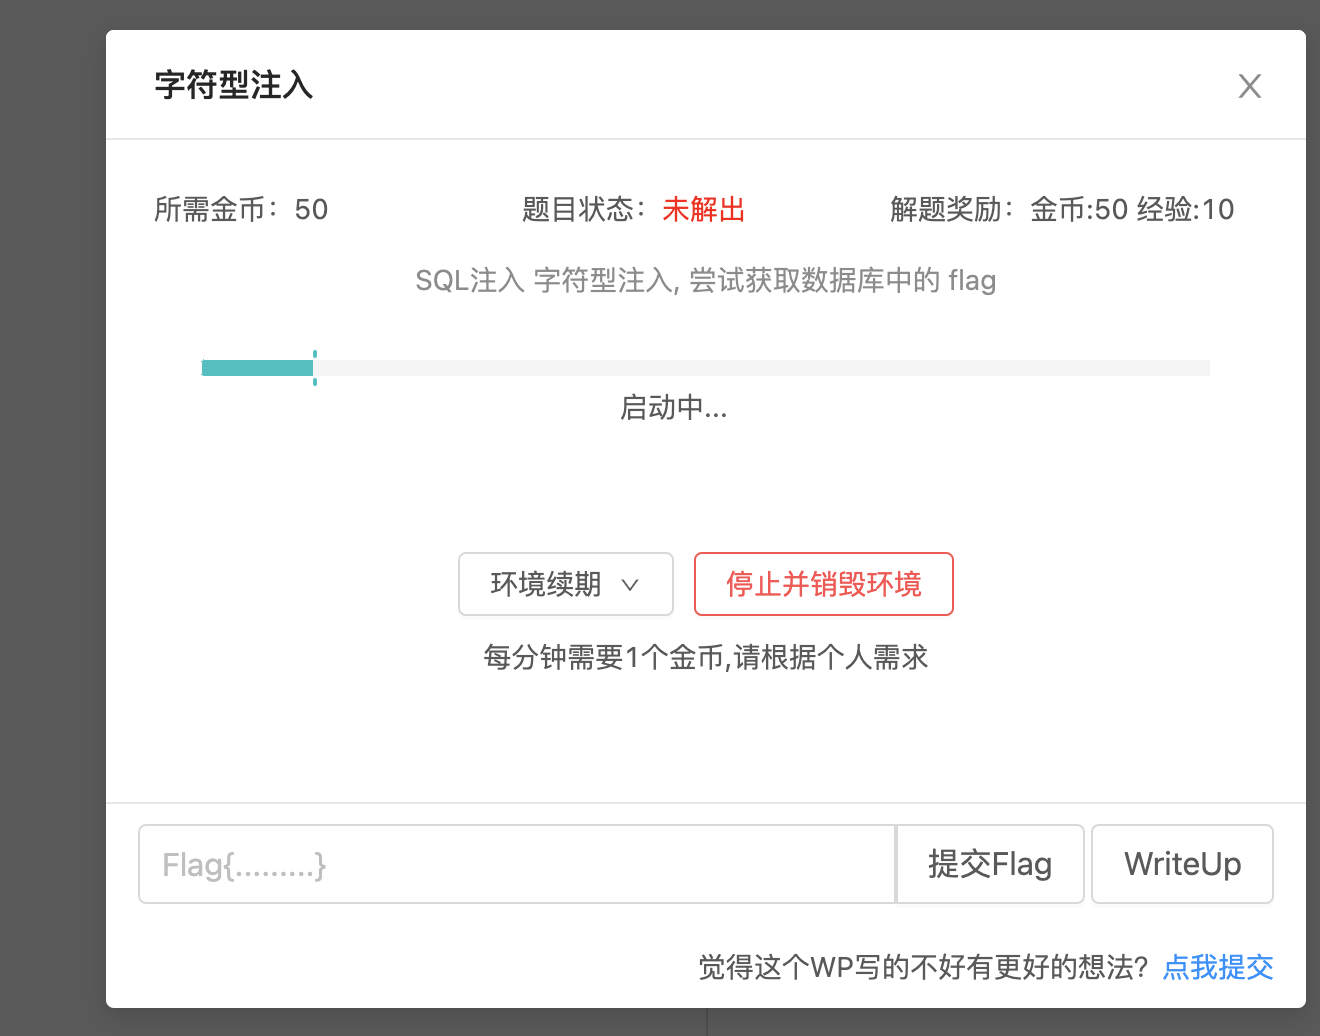 字符型注入
所需金币：50
题目状态：未解出
解题奖励：金币:50 经验:10
SQL注入 字符型注入, 尝试获取数据库中的 flag
启动中...
环境续期
停止并销毁环境
每分钟需要1个金币,请根据个人需求
Flag{.........}
提交Flag
WriteUp
觉得这个WP写的不好有更好的想法? 点我提交